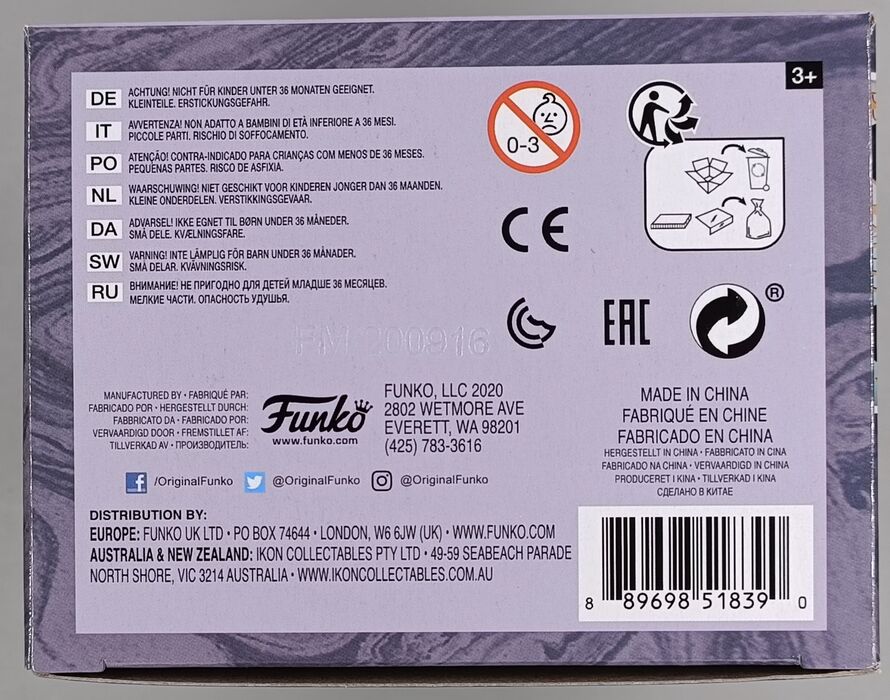 3+
DE ACHTUNG! NICHT FÜR KINDER UNTER 36 MONATEN GEEIGNET.
KLEINTEILE. ERSTICKUNGSGEFAHR.
IT AVVERTENZA! NON ADATTO A BAMBINI DI ETÀ INFERIORE A 36 MESI.
PICCOLE PARTI. RISCHIO DI SOFFOCAMENTO.
PO ATENÇÃO! CONTRA-INDICADO PARA CRIANÇAS COM MENOS DE 36 MESES.
PEQUENAS PARTES. RISCO DE ASFIXIA.
NL WAARSCHUWING! NIET GESCHIKT VOOR KINDEREN JONGER DAN 36 MAANDEN.
KLEINE ONDERDELEN. VERSTIKKINGSGEVAAR.
DA ADVARSEL! IKKE EGNET TIL BØRN UNDER 36 MÅNEDER.
SMÅ DELE. KVÆLNINGSFARE.
SW VARNING! INTE LÄMPLIG FÖR BARN UNDER 36 MÅNADER.
SMÅ DELAR. KVÄVNINGSRISK.
RU ВНИМАНИЕ! НЕ ПРИГОДНО ДЛЯ ДЕТЕЙ МЛАДШЕ 36 МЕСЯЦЕВ.
МЕЛКИЕ ЧАСТИ. ОПАСНОСТЬ УДУШЬЯ.
0-3
CE
EAC
®
FM 200916
MANUFACTURED BY • FABRIQUÉ PAR:
FABRICADO POR • HERGESTELLT DURCH:
FABBRICATO DA • FABRICADO POR:
VERVAARDIGD DOOR • FREMSTILLET AF:
TILLVERKAD AV • ПРОИЗВОДИТЕЛЬ:
Funko
www.funko.com
FUNKO, LLC 2020
2802 WETMORE AVE
EVERETT, WA 98201
(425) 783-3616
/OriginalFunko @OriginalFunko @OriginalFunko
MADE IN CHINA
FABRIQUÉ EN CHINE
FABRICADO EN CHINA
HERGESTELLT IN CHINA • FABBRICATO IN CINA
FABRICADO NA CHINA • VERVAARDIGD IN CHINA
PRODUCERET I KINA • TILLVERKAD I KINA
СДЕЛАНО В КИТАЕ
DISTRIBUTION BY:
EUROPE: FUNKO UK LTD • PO BOX 74644 • LONDON, W6 6JW (UK) • WWW.FUNKO.COM
AUSTRALIA & NEW ZEALAND: IKON COLLECTABLES PTY LTD • 49-59 SEABEACH PARADE
NORTH SHORE, VIC 3214 AUSTRALIA • WWW.IKONCOLLECTABLES.COM.AU
8 89698 51839 0